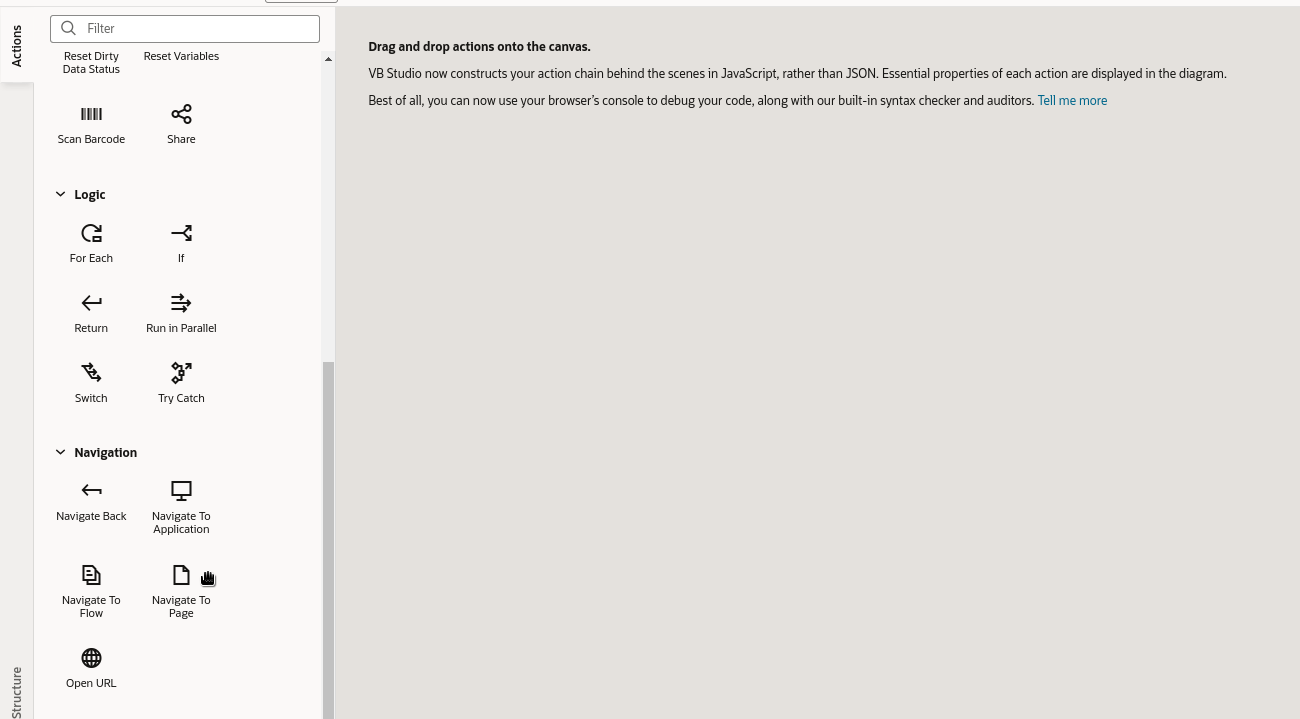 Actions
Filter
Reset Dirty
Data Status
Reset Variables
Scan Barcode
Share
Logic
For Each
If
Return
Run in Parallel
Switch
Try Catch
Navigation
Navigate Back
Navigate To
Application
Navigate To
Flow
Navigate To
Page
Open URL
Structure
Drag and drop actions onto the canvas.
VB Studio now constructs your action chain behind the scenes in JavaScript, rather than JSON. Essential properties of each action are displayed in the diagram.
Best of all, you can now use your browser's console to debug your code, along with our built-in syntax checker and auditors. Tell me more